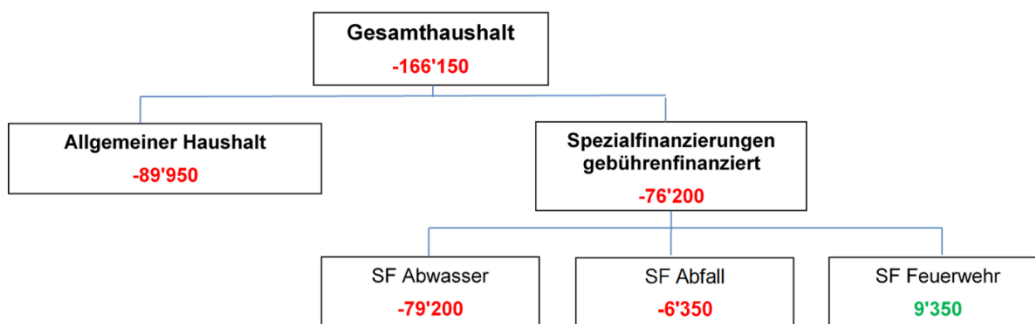 Gesamthaushalt
-166'150
Allgemeiner Haushalt
-89'950
Spezialfinanzierungen
gebührenfinanziert
-76'200
SF Abwasser
-79'200
SF Abfall
-6'350
SF Feuerwehr
9'350